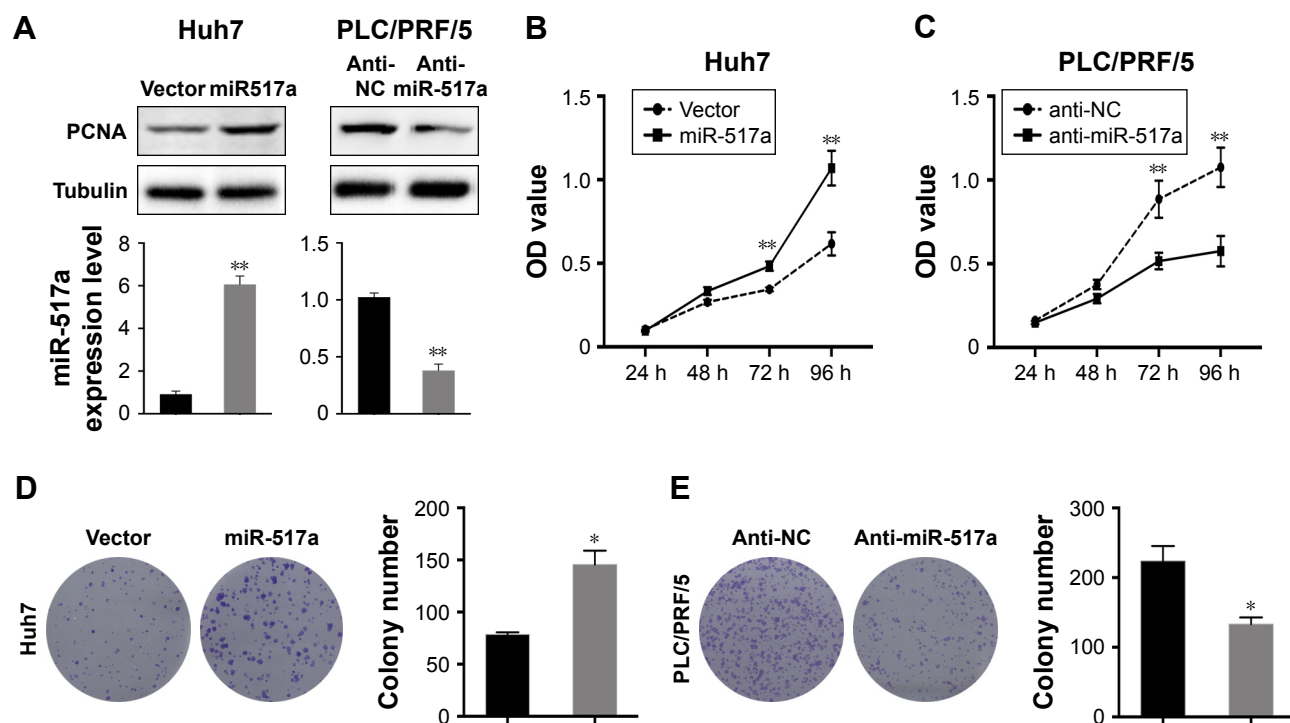 A
Huh7
PLC/PRF/5
Vector miR517a
Anti-
NC
Anti-
miR-517a
PCNA
Tubulin
miR-517a
expression level
8
6
4
2
0
**
1.5
1.0
0.5
0
**
B
Huh7
Vector
miR-517a
OD value
1.5
1.0
0.5
0
**
**
24 h 48 h 72 h 96 h
C
PLC/PRF/5
anti-NC
anti-miR-517a
OD value
1.5
1.0
0.5
0
**
**
24 h 48 h 72 h 96 h
D
Vector
miR-517a
Huh7
Colony number
200
150
100
50
0
*
E
Anti-NC
Anti-miR-517a
PLC/PRF/5
Colony number
300
200
100
0
*